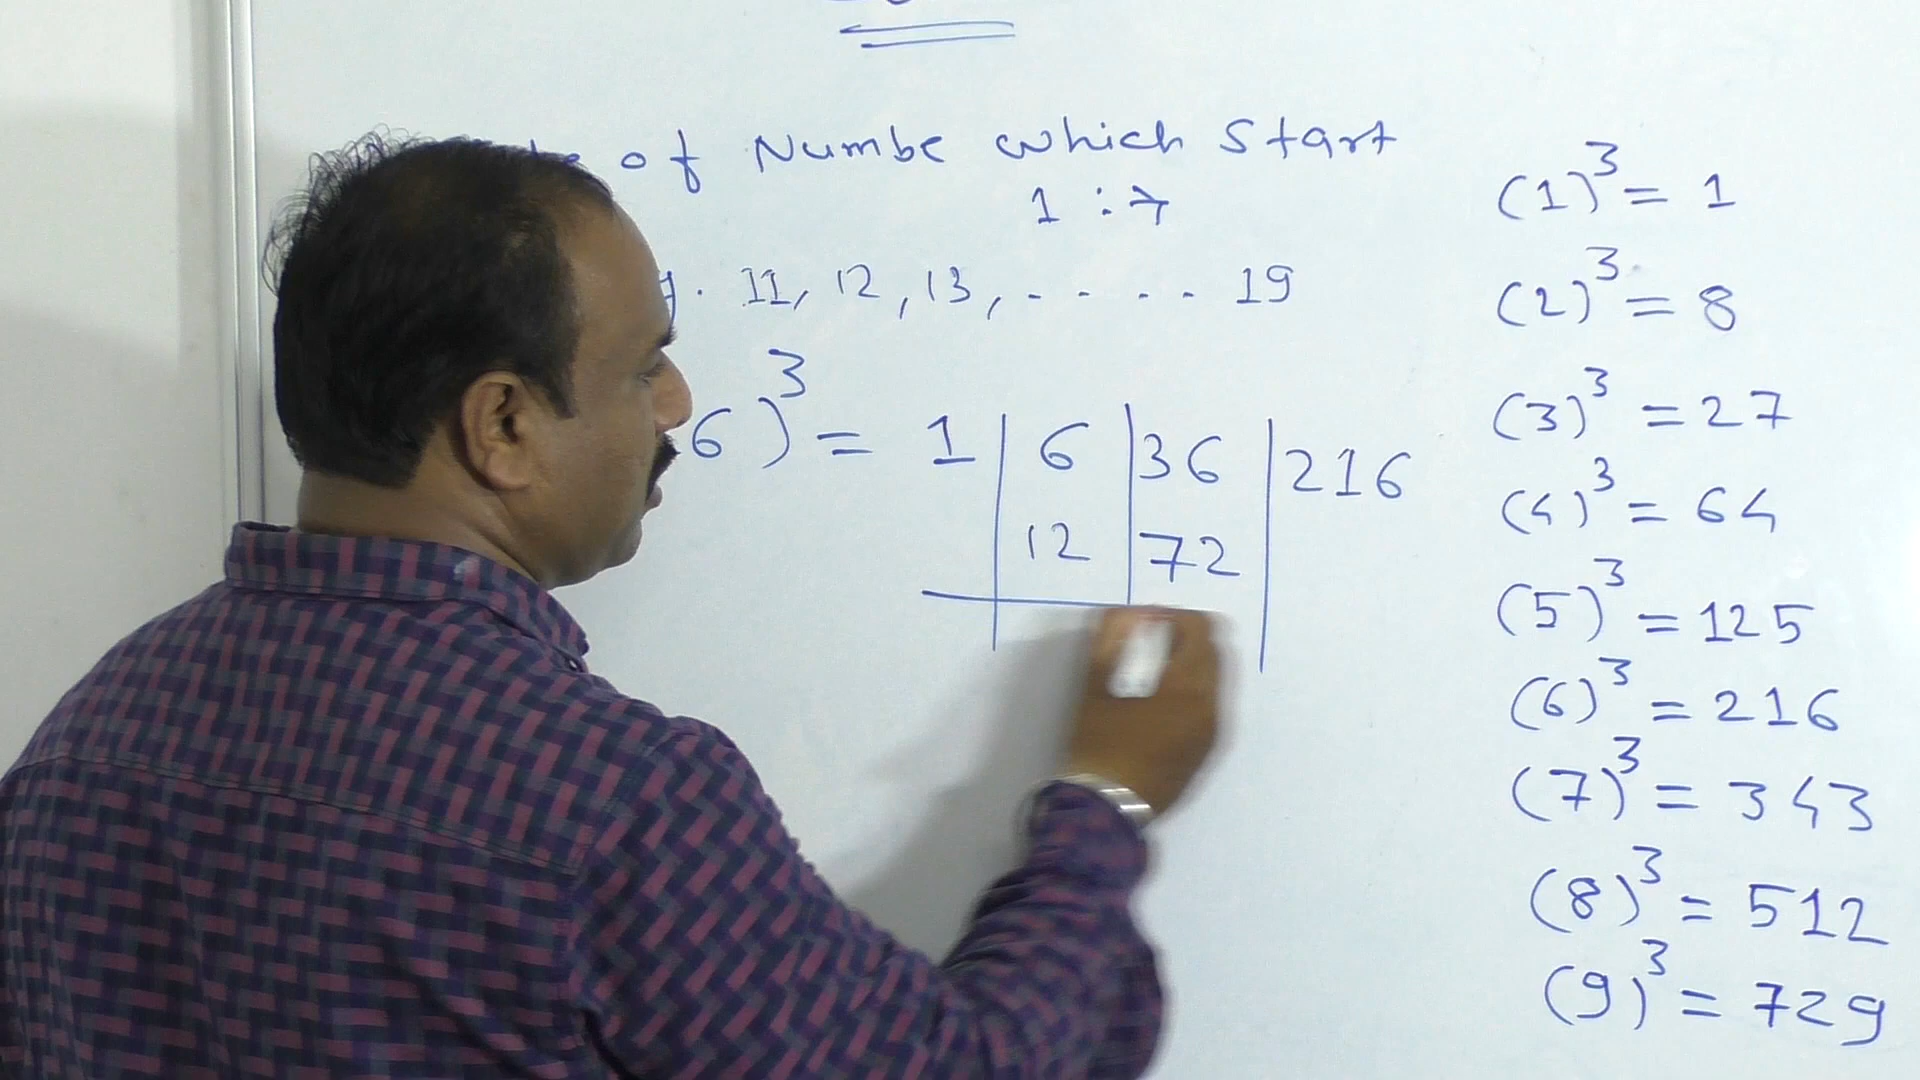 of Numbe which start
1 :→
g. 11, 12, 13, - - - - 19
6)³ = 1 | 6 | 36 | 216
12 | 72
(1)³ = 1
(2)³ = 8
(3)³ = 27
(4)³ = 64
(5)³ = 125
(6)³ = 216
(7)³ = 343
(8)³ = 512
(9)³ = 729